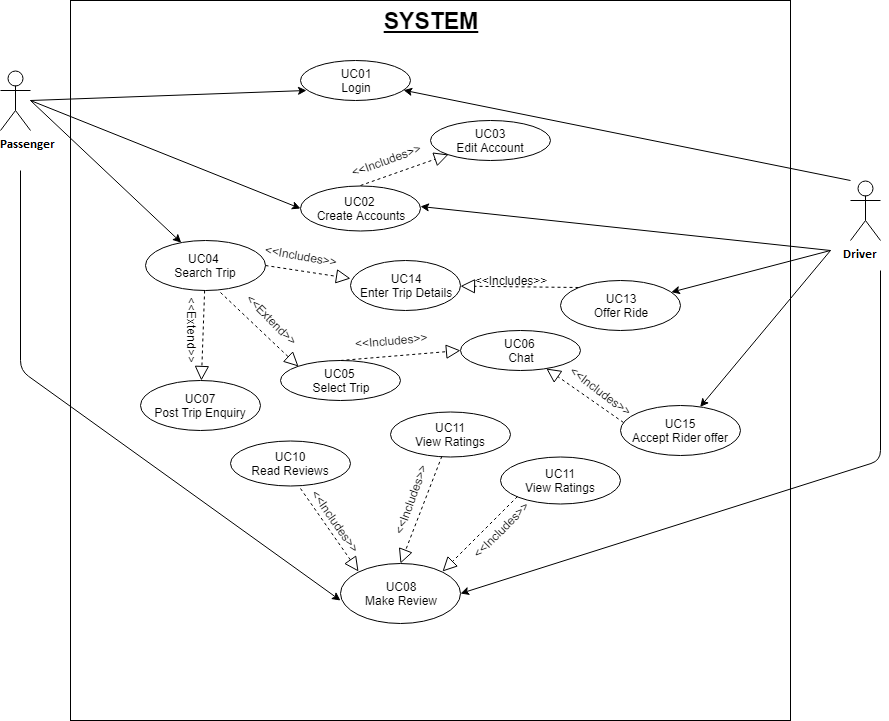 SYSTEM
UC01
Login
Passenger
UC03
Edit Account
<<Includes>>
UC02
Create Accounts
Driver
UC04
Search Trip
<<Includes>>
UC14
Enter Trip Details
<<Includes>>
UC13
Offer Ride
<<Extend>>
<<Extend>>
<<Includes>>
UC06
Chat
UC05
Select Trip
<<Includes>>
UC07
Post Trip Enquiry
UC15
Accept Rider offer
UC11
View Ratings
UC10
Read Reviews
UC11
View Ratings
<<Includes>>
<<Includes>>
<<Includes>>
UC08
Make Review